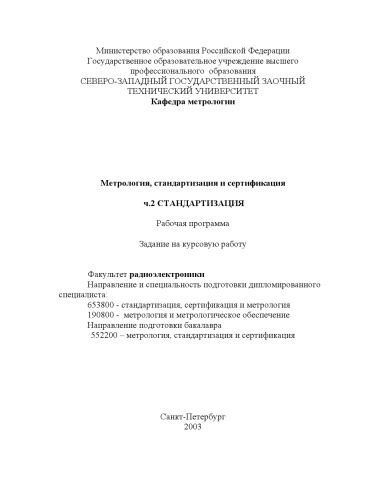 Министерство образования Российской Федерации
Государственное образовательное учреждение высшего
профессионального образования
СЕВЕРО-ЗАПАДНЫЙ ГОСУДАРСТВЕННЫЙ ЗАОЧНЫЙ
ТЕХНИЧЕСКИЙ УНИВЕРСИТЕТ
Кафедра метрологии
Метрология, стандартизация и сертификация
ч.2 СТАНДАРТИЗАЦИЯ
Рабочая программа
Задание на курсовую работу
Факультет радиоэлектроники
Направление и специальность подготовки дипломированного
специалиста:
653800 - стандартизация, сертификация и метрология
190800 - метрология и метрологическое обеспечение
Направление подготовки бакалавра
552200 – метрология, стандартизация и сертификация
Санкт-Петербург
2003